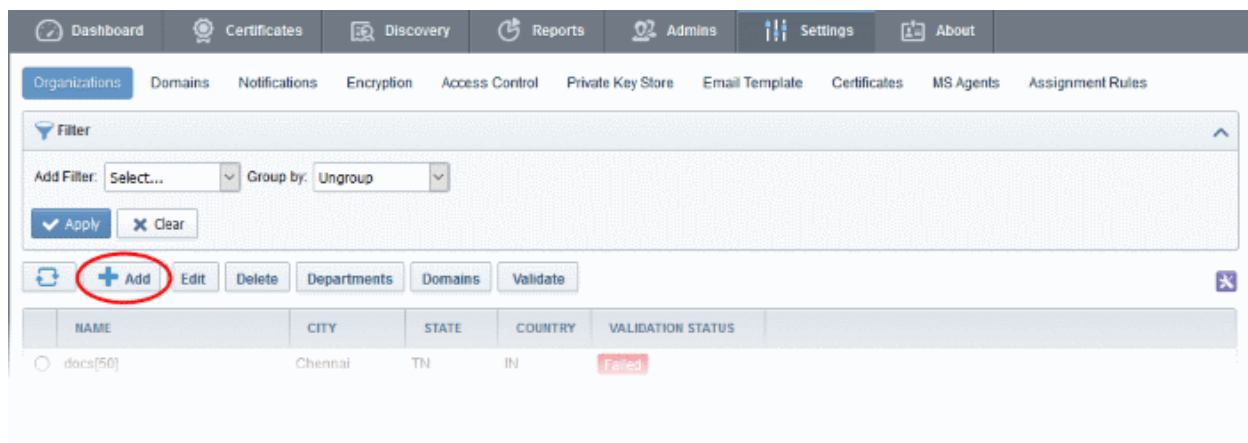 Dashboard Certificates Discovery Reports Admins Settings About
Organizations Domains Notifications Encryption Access Control Private Key Store Email Template Certificates MS Agents Assignment Rules
Filter
Add Filter: Select... Group by: Ungroup
Apply Clear
Add Edit Delete Departments Domains Validate
NAME CITY STATE COUNTRY VALIDATION STATUS
docs[50] Chennai TN IN Failed